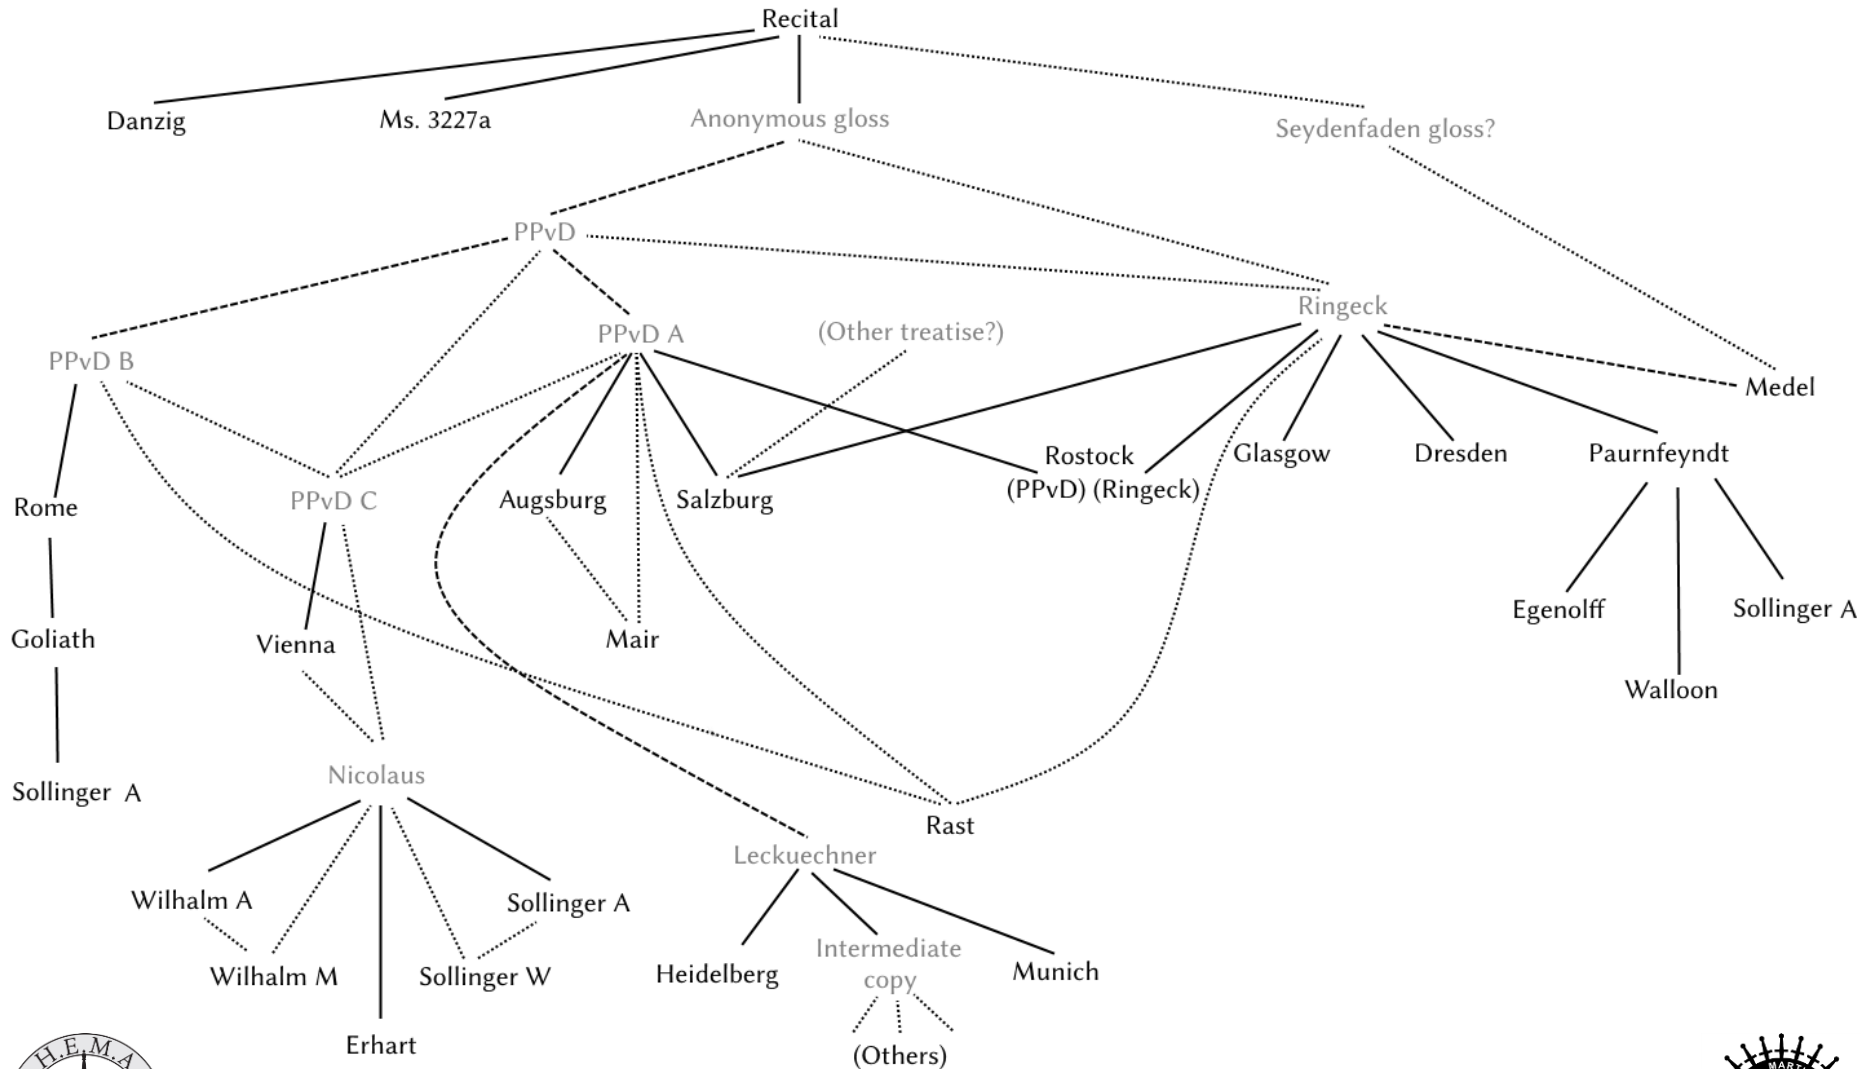 Recital
Danzig
Ms. 3227a
Anonymous gloss
Seydenfaden gloss?
PPvD
Ringeck
PPvD B
PPvD A
(Other treatise?)
Medel
Rome
PPvD C
Augsburg
Salzburg
Rostock
(PPvD) (Ringeck)
Glasgow
Dresden
Paurnfeyndt
Goliath
Vienna
Mair
Egenolff
Sollinger A
Walloon
Sollinger A
Nicolaus
Rast
Leckuechner
Wilhalm A
Sollinger A
Wilhalm M
Sollinger W
Heidelberg
Intermediate
copy
Munich
Erhart
(Others)
H.E.M.A
MART